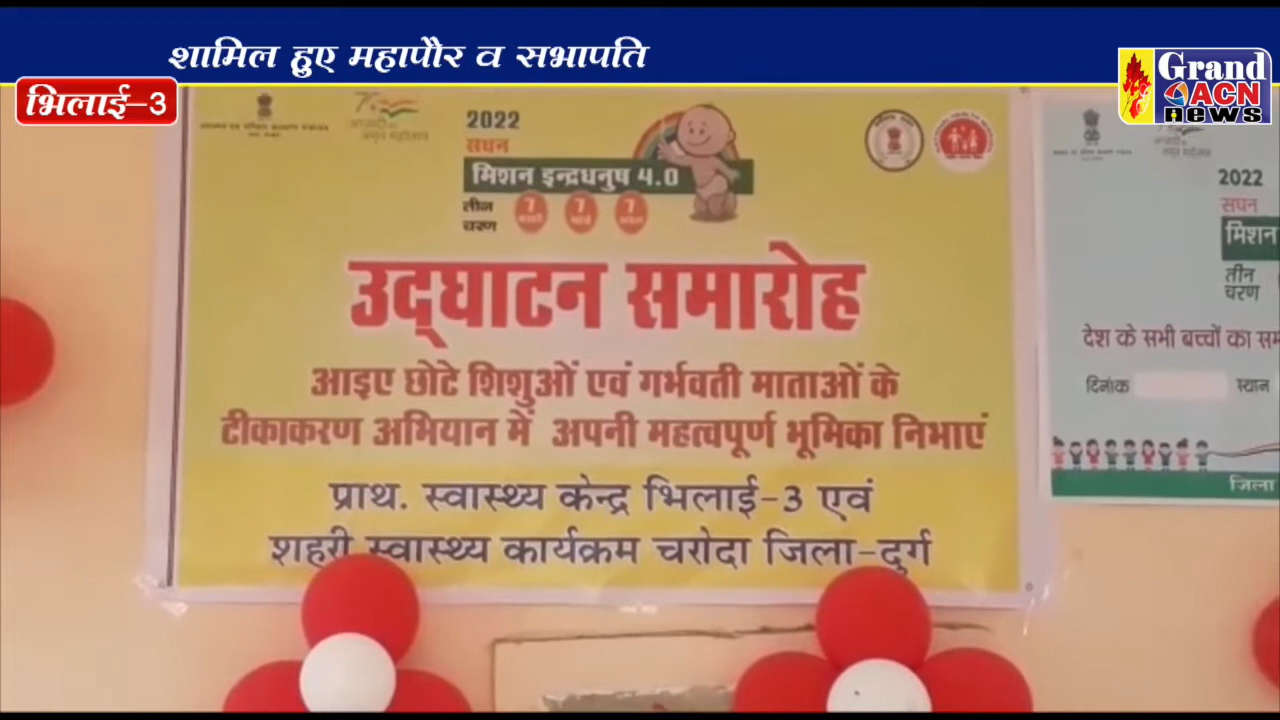 शामिल हुए महापौर व सभापति
भिलाई-3
Grand
ACN
news
2022
सघन
मिशन इन्द्रधनुष 4.0
तीन
चरण
7 7 7
उद्घाटन समारोह
आइए छोटे शिशुओं एवं गर्भवती माताओं के
टीकाकरण अभियान में अपनी महत्वपूर्ण भूमिका निभाएं
प्राथ. स्वास्थ्य केन्द्र भिलाई-3 एवं
शहरी स्वास्थ्य कार्यक्रम चरोदा जिला-दुर्ग
2022
सघन
मिशन
तीन
चरण
देश के सभी बच्चों का सम
दिनांक स्थान
जिला